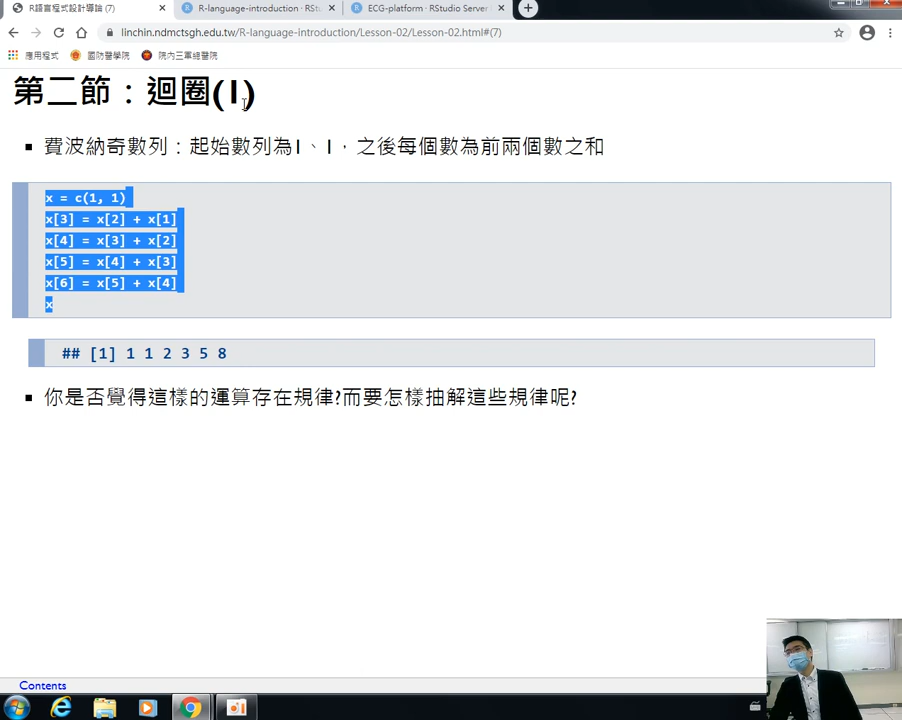 R語言程式設計導論 (7)
R-language-introduction · RStu
ECG-platform · RStudio Server
linchin.ndmctsgh.edu.tw/R-language-introduction/Lesson-02/Lesson-02.html#(7)
應用程式 國防醫學院 院內三軍總醫院
第二節：迴圈(1)
費波納奇數列：起始數列為1、1，之後每個數為前兩個數之和
x = c(1, 1)
x[3] = x[2] + x[1]
x[4] = x[3] + x[2]
x[5] = x[4] + x[3]
x[6] = x[5] + x[4]
x
## [1] 1 1 2 3 5 8
你是否覺得這樣的運算存在規律?而要怎樣抽解這些規律呢?
Contents